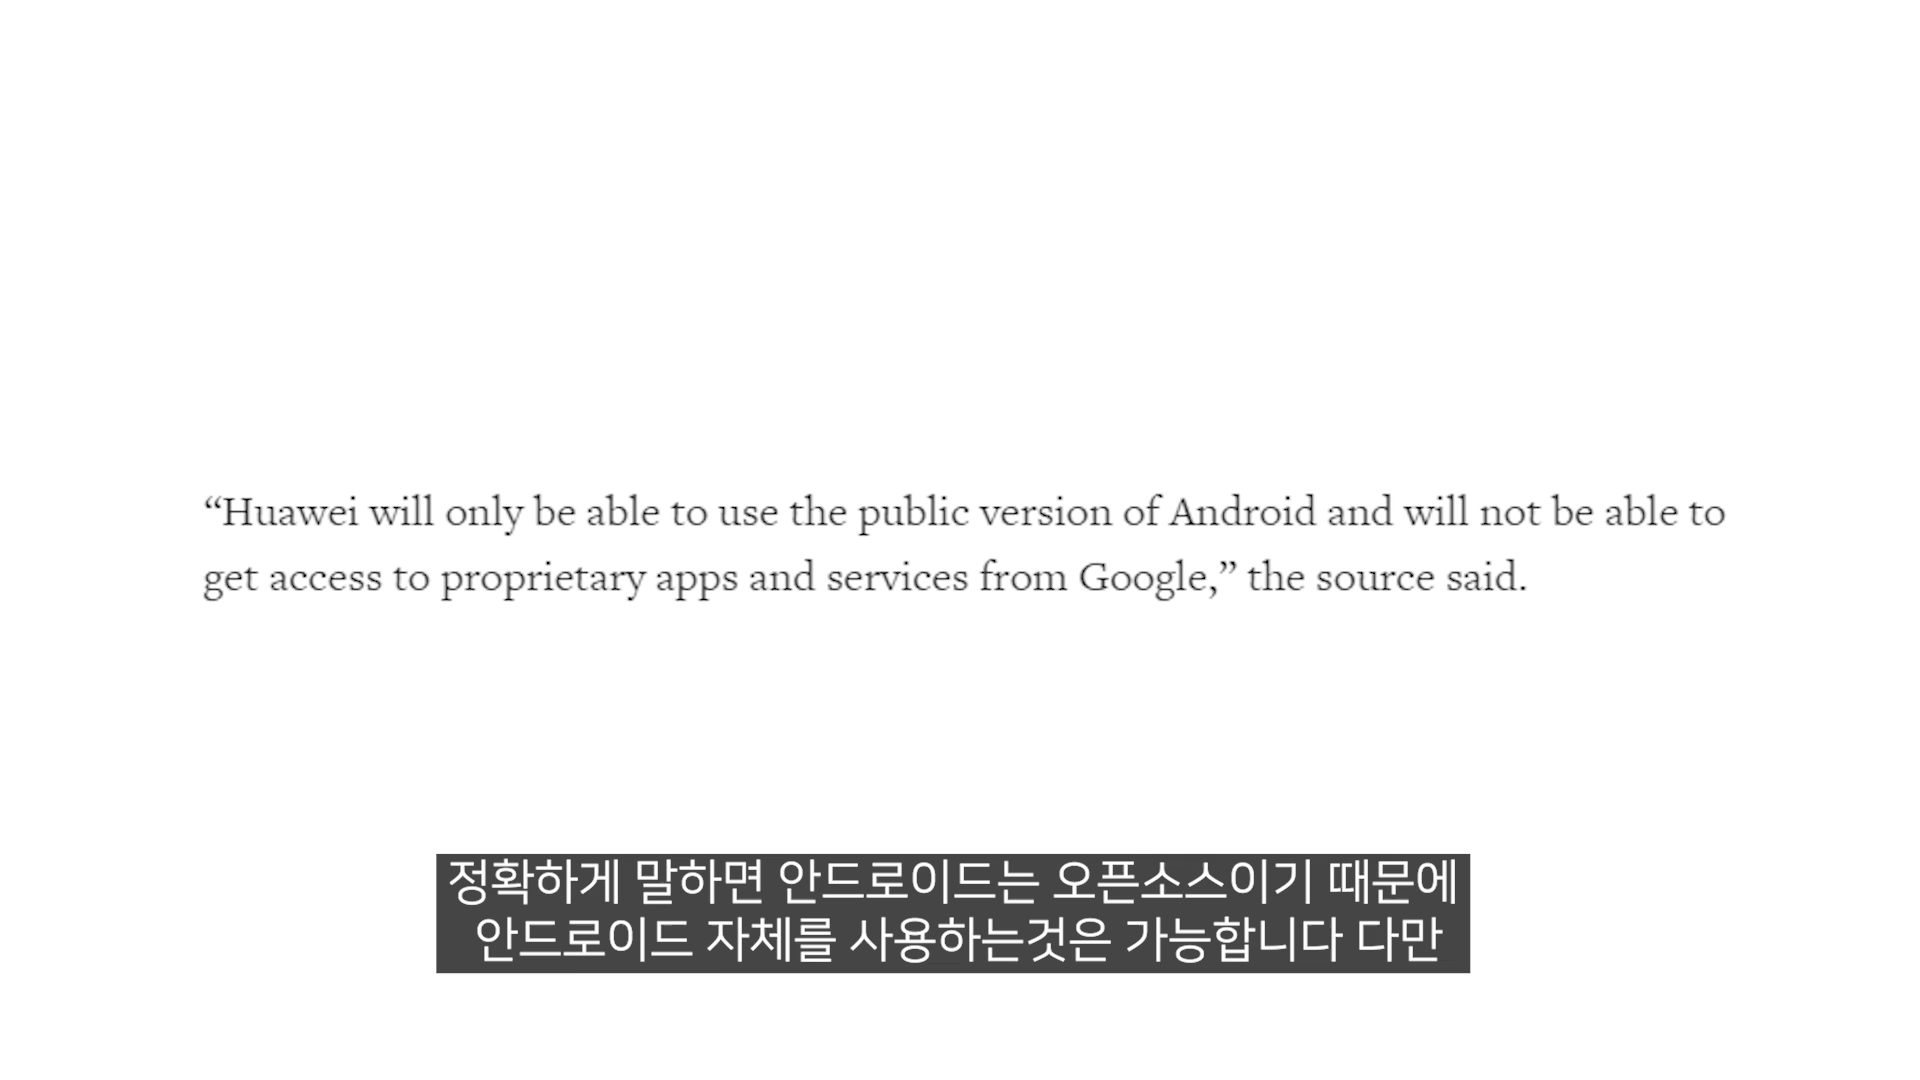 “Huawei will only be able to use the public version of Android and will not be able to
get access to proprietary apps and services from Google,” the source said.
정확하게 말하면 안드로이드는 오픈소스이기 때문에
안드로이드 자체를 사용하는것은 가능합니다 다만